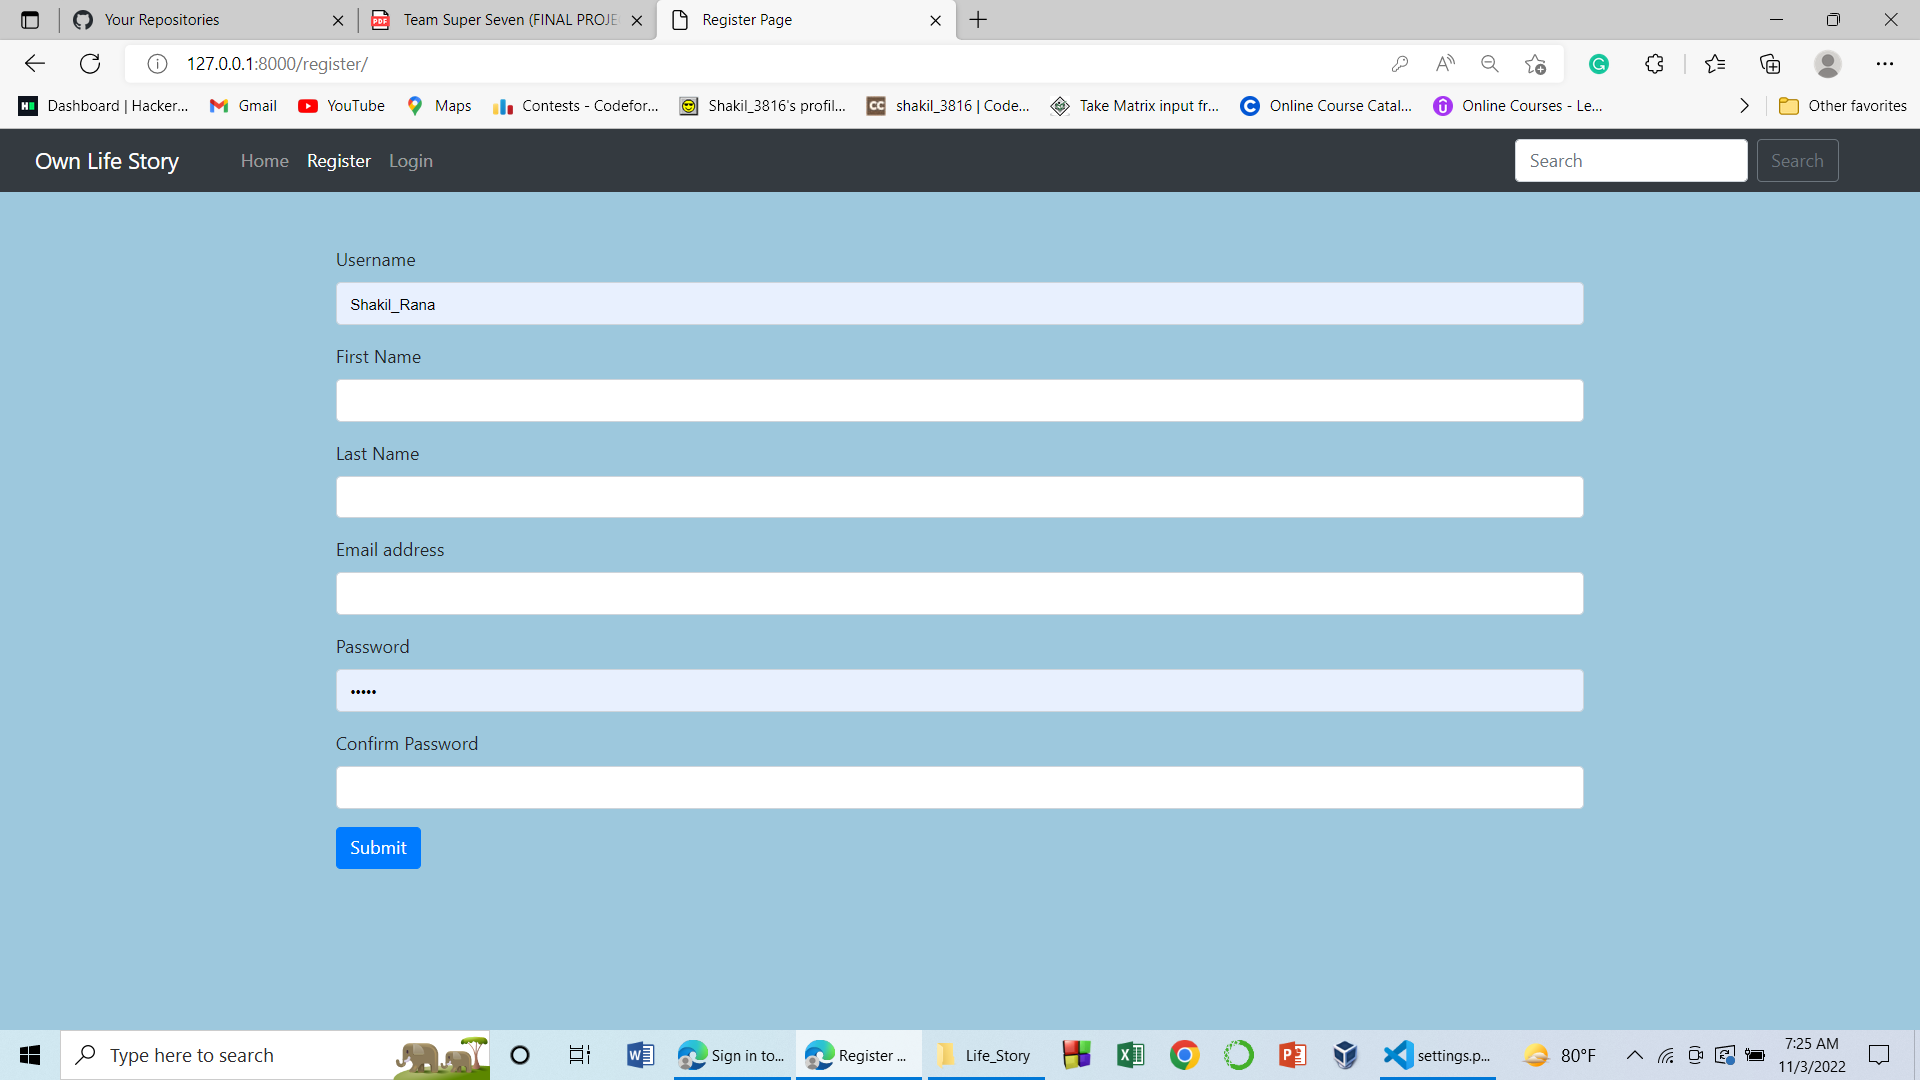 Your Repositories
Team Super Seven (FINAL PROJE
Register Page
127.0.0.1:8000/register/
Dashboard | Hacker...
Gmail
YouTube
Maps
Contests - Codefor...
Shakil_3816's profil...
shakil_3816 | Code...
Take Matrix input fr...
Online Course Catal...
Online Courses - Le...
Other favorites
Own Life Story
Home
Register
Login
Search
Search
Username
Shakil_Rana
First Name
Last Name
Email address
Password
•••••
Confirm Password
Submit
Type here to search
Sign in to...
Register ...
Life_Story
settings.p...
80°F
7:25 AM
11/3/2022